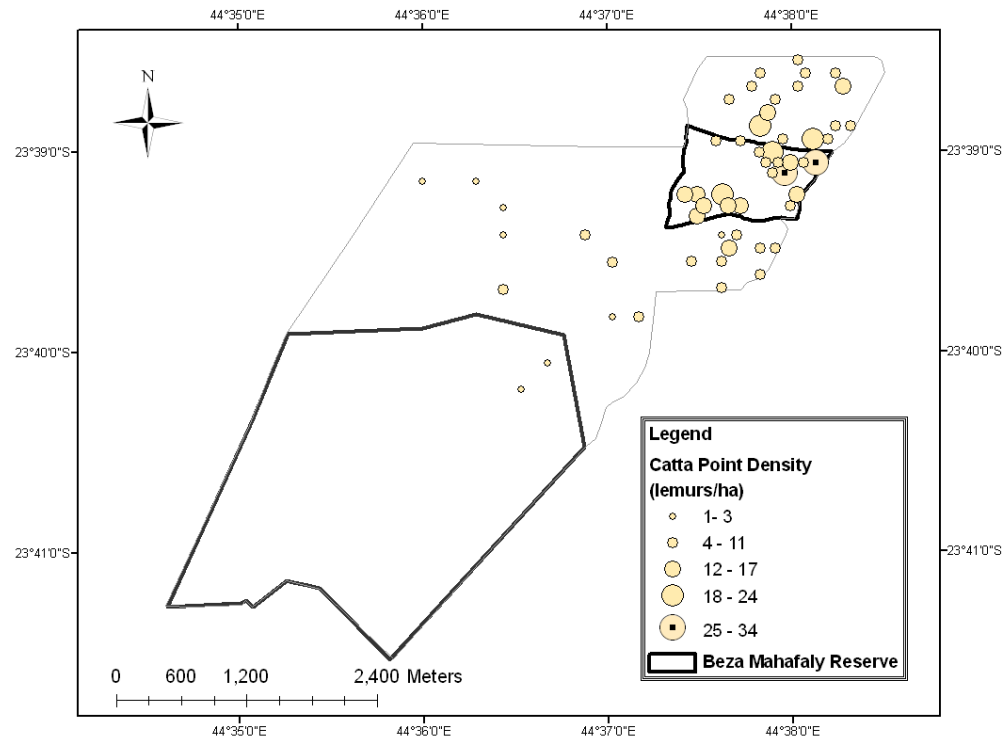 44°35'0"E 44°36'0"E 44°37'0"E 44°38'0"E
N
23°39'0"S 23°39'0"S
23°40'0"S 23°40'0"S
23°41'0"S 23°41'0"S
Legend
Catta Point Density
(lemurs/ha)
1- 3
4 - 11
12 - 17
18 - 24
25 - 34
Beza Mahafaly Reserve
0 600 1,200 2,400 Meters
44°35'0"E 44°36'0"E 44°37'0"E 44°38'0"E